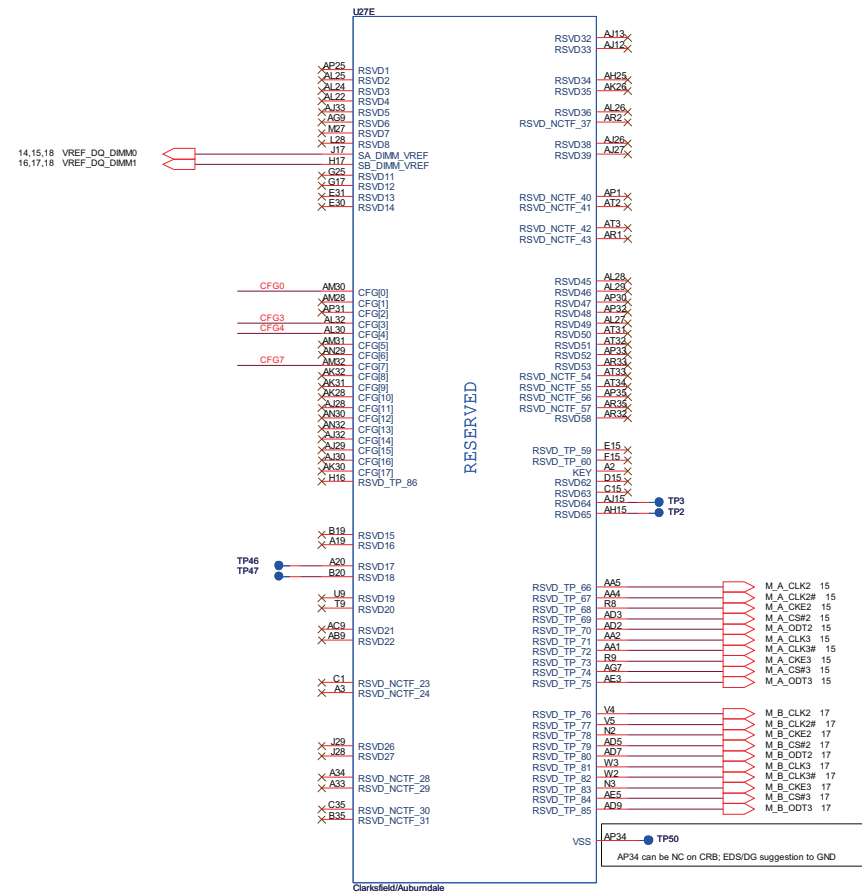 U27E
AP25 RSVD1
AL25 RSVD2
AL24 RSVD3
AL22 RSVD4
AJ33 RSVD5
AG9 RSVD6
M27 RSVD7
L28 RSVD8
14,15,18 VREF_DQ_DIMM0 J17 SA_DIMM_VREF
16,17,18 VREF_DQ_DIMM1 H17 SB_DIMM_VREF
G25 RSVD11
G17 RSVD12
E31 RSVD13
E30 RSVD14
CFG0 AM30 CFG[0]
AM28 CFG[1]
AP31 CFG[2]
CFG3 AL32 CFG[3]
CFG4 AL30 CFG[4]
AM31 CFG[5]
AN29 CFG[6]
CFG7 AM32 CFG[7]
AK32 CFG[8]
AK31 CFG[9]
AK28 CFG[10]
AJ28 CFG[11]
AN30 CFG[12]
AN32 CFG[13]
AJ32 CFG[14]
AJ29 CFG[15]
AJ30 CFG[16]
AK30 CFG[17]
H16 RSVD_TP_86
B19 RSVD15
A19 RSVD16
TP46 A20 RSVD17
TP47 B20 RSVD18
U9 RSVD19
T9 RSVD20
AC9 RSVD21
AB9 RSVD22
C1 RSVD_NCTF_23
A3 RSVD_NCTF_24
J29 RSVD26
J28 RSVD27
A34 RSVD_NCTF_28
A33 RSVD_NCTF_29
C35 RSVD_NCTF_30
B35 RSVD_NCTF_31
RESERVED
RSVD32 AJ13
RSVD33 AJ12
RSVD34 AH25
RSVD35 AK26
RSVD36 AL26
RSVD_NCTF_37 AR2
RSVD38 AJ26
RSVD39 AJ27
RSVD_NCTF_40 AP1
RSVD_NCTF_41 AT2
RSVD_NCTF_42 AT3
RSVD_NCTF_43 AR1
RSVD45 AL28
RSVD46 AL29
RSVD47 AP30
RSVD48 AP32
RSVD49 AL27
RSVD50 AT31
RSVD51 AT32
RSVD52 AP33
RSVD53 AR33
RSVD_NCTF_54 AT33
RSVD_NCTF_55 AT34
RSVD_NCTF_56 AP35
RSVD_NCTF_57 AR35
RSVD58 AR32
RSVD_TP_59 E15
RSVD_TP_60 F15
KEY A2
RSVD62 D15
RSVD63 C15
RSVD64 AJ15 TP3
RSVD65 AH15 TP2
RSVD_TP_66 AA5 M_A_CLK2 15
RSVD_TP_67 AA4 M_A_CLK2# 15
RSVD_TP_68 R8 M_A_CKE2 15
RSVD_TP_69 AD3 M_A_CS#2 15
RSVD_TP_70 AD2 M_A_ODT2 15
RSVD_TP_71 AA2 M_A_CLK3 15
RSVD_TP_72 AA1 M_A_CLK3# 15
RSVD_TP_73 R9 M_A_CKE3 15
RSVD_TP_74 AG7 M_A_CS#3 15
RSVD_TP_75 AE3 M_A_ODT3 15
RSVD_TP_76 V4 M_B_CLK2 17
RSVD_TP_77 V5 M_B_CLK2# 17
RSVD_TP_78 N2 M_B_CKE2 17
RSVD_TP_79 AD5 M_B_CS#2 17
RSVD_TP_80 AD7 M_B_ODT2 17
RSVD_TP_81 W3 M_B_CLK3 17
RSVD_TP_82 W2 M_B_CLK3# 17
RSVD_TP_83 N3 M_B_CKE3 17
RSVD_TP_84 AE5 M_B_CS#3 17
RSVD_TP_85 AD9 M_B_ODT3 17
VSS AP34 TP50
AP34 can be NC on CRB; EDS/DG suggestion to GND
Clarksfield/Auburndale